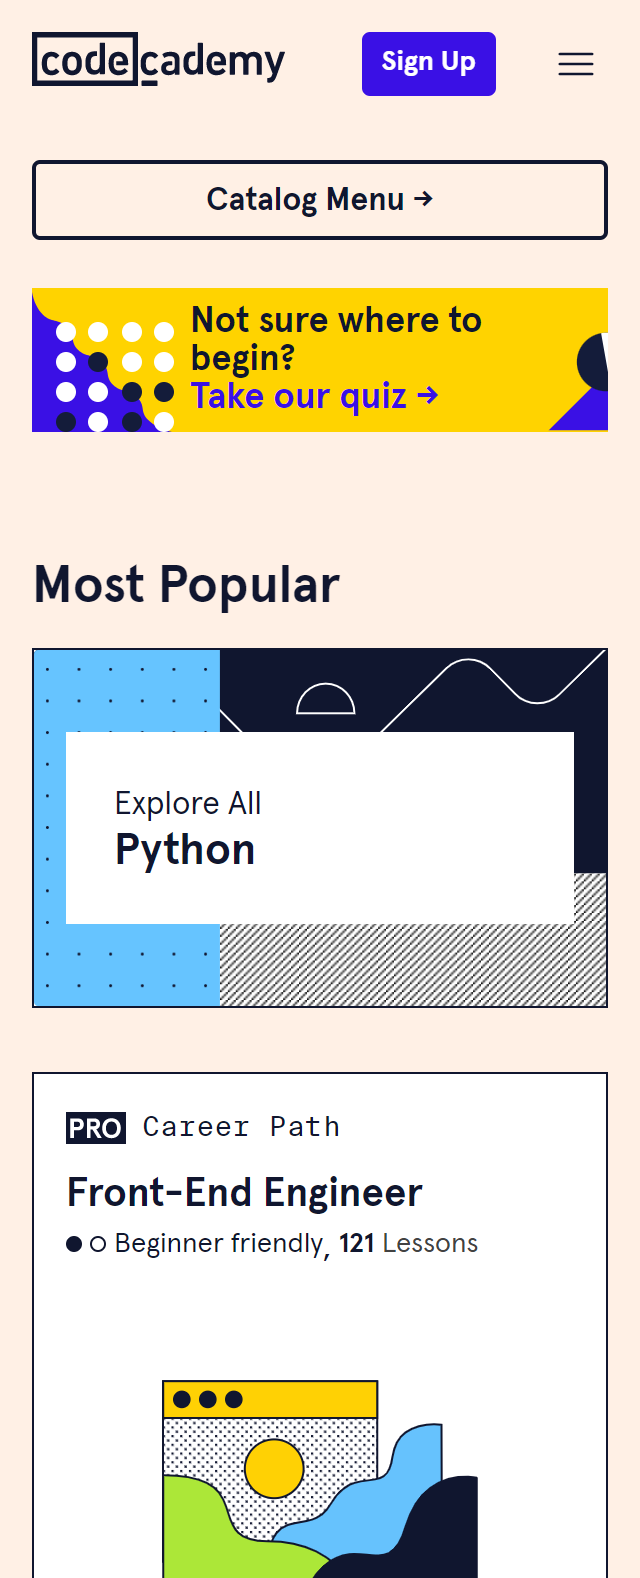 codecademy
Sign Up
Catalog Menu →
Not sure where to
begin?
Take our quiz →
Most Popular
Explore All
Python
PRO Career Path
Front-End Engineer
Beginner friendly, 121 Lessons